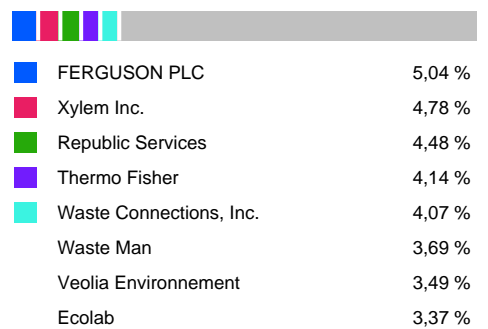 FERGUSON PLC 5,04 %
Xylem Inc. 4,78 %
Republic Services 4,48 %
Thermo Fisher 4,14 %
Waste Connections, Inc. 4,07 %
Waste Man 3,69 %
Veolia Environnement 3,49 %
Ecolab 3,37 %